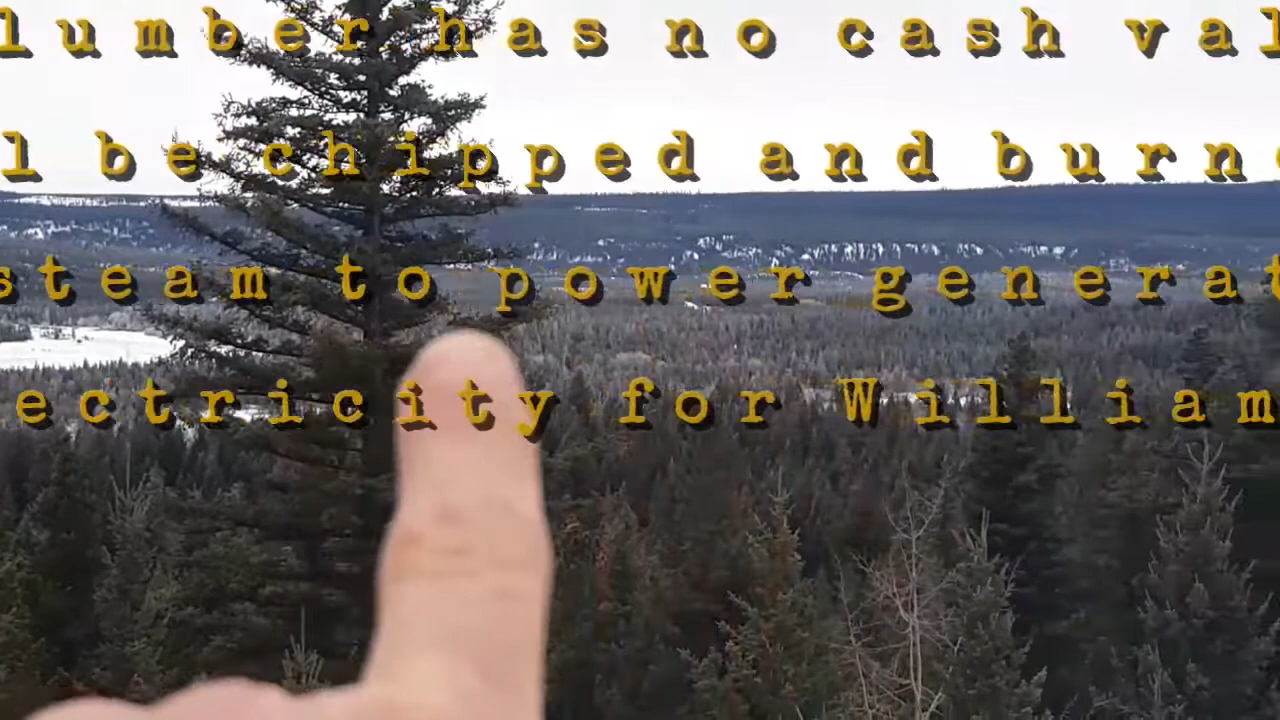 lumber has no cash val
l be chipped and burn
steam to power generat
ectricity for William